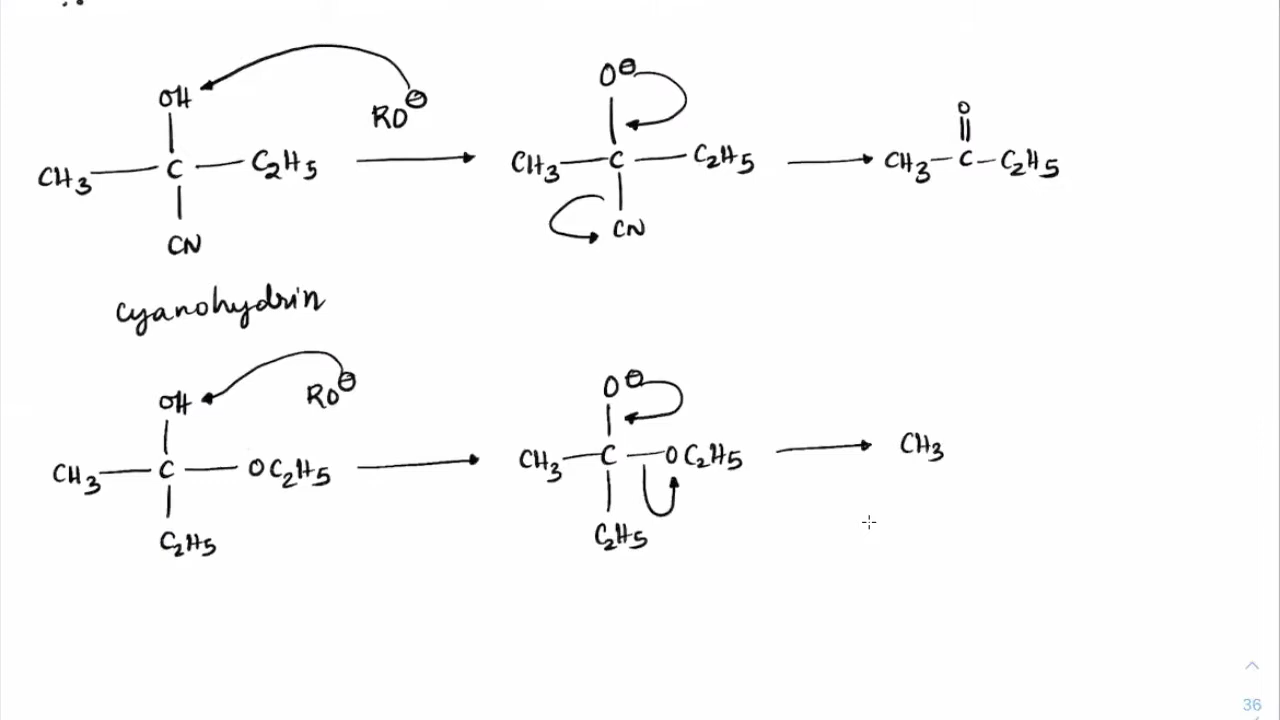 OH RO⊖ O⊖ O
CH₃ — C — C₂H₅ → CH₃ — C — C₂H₅ → CH₃ — C — C₂H₅
CN CN
cyanohydrin
OH RO⊖ O⊖
CH₃ — C — OC₂H₅ → CH₃ — C — OC₂H₅ → CH₃
C₂H₅ C₂H₅
36